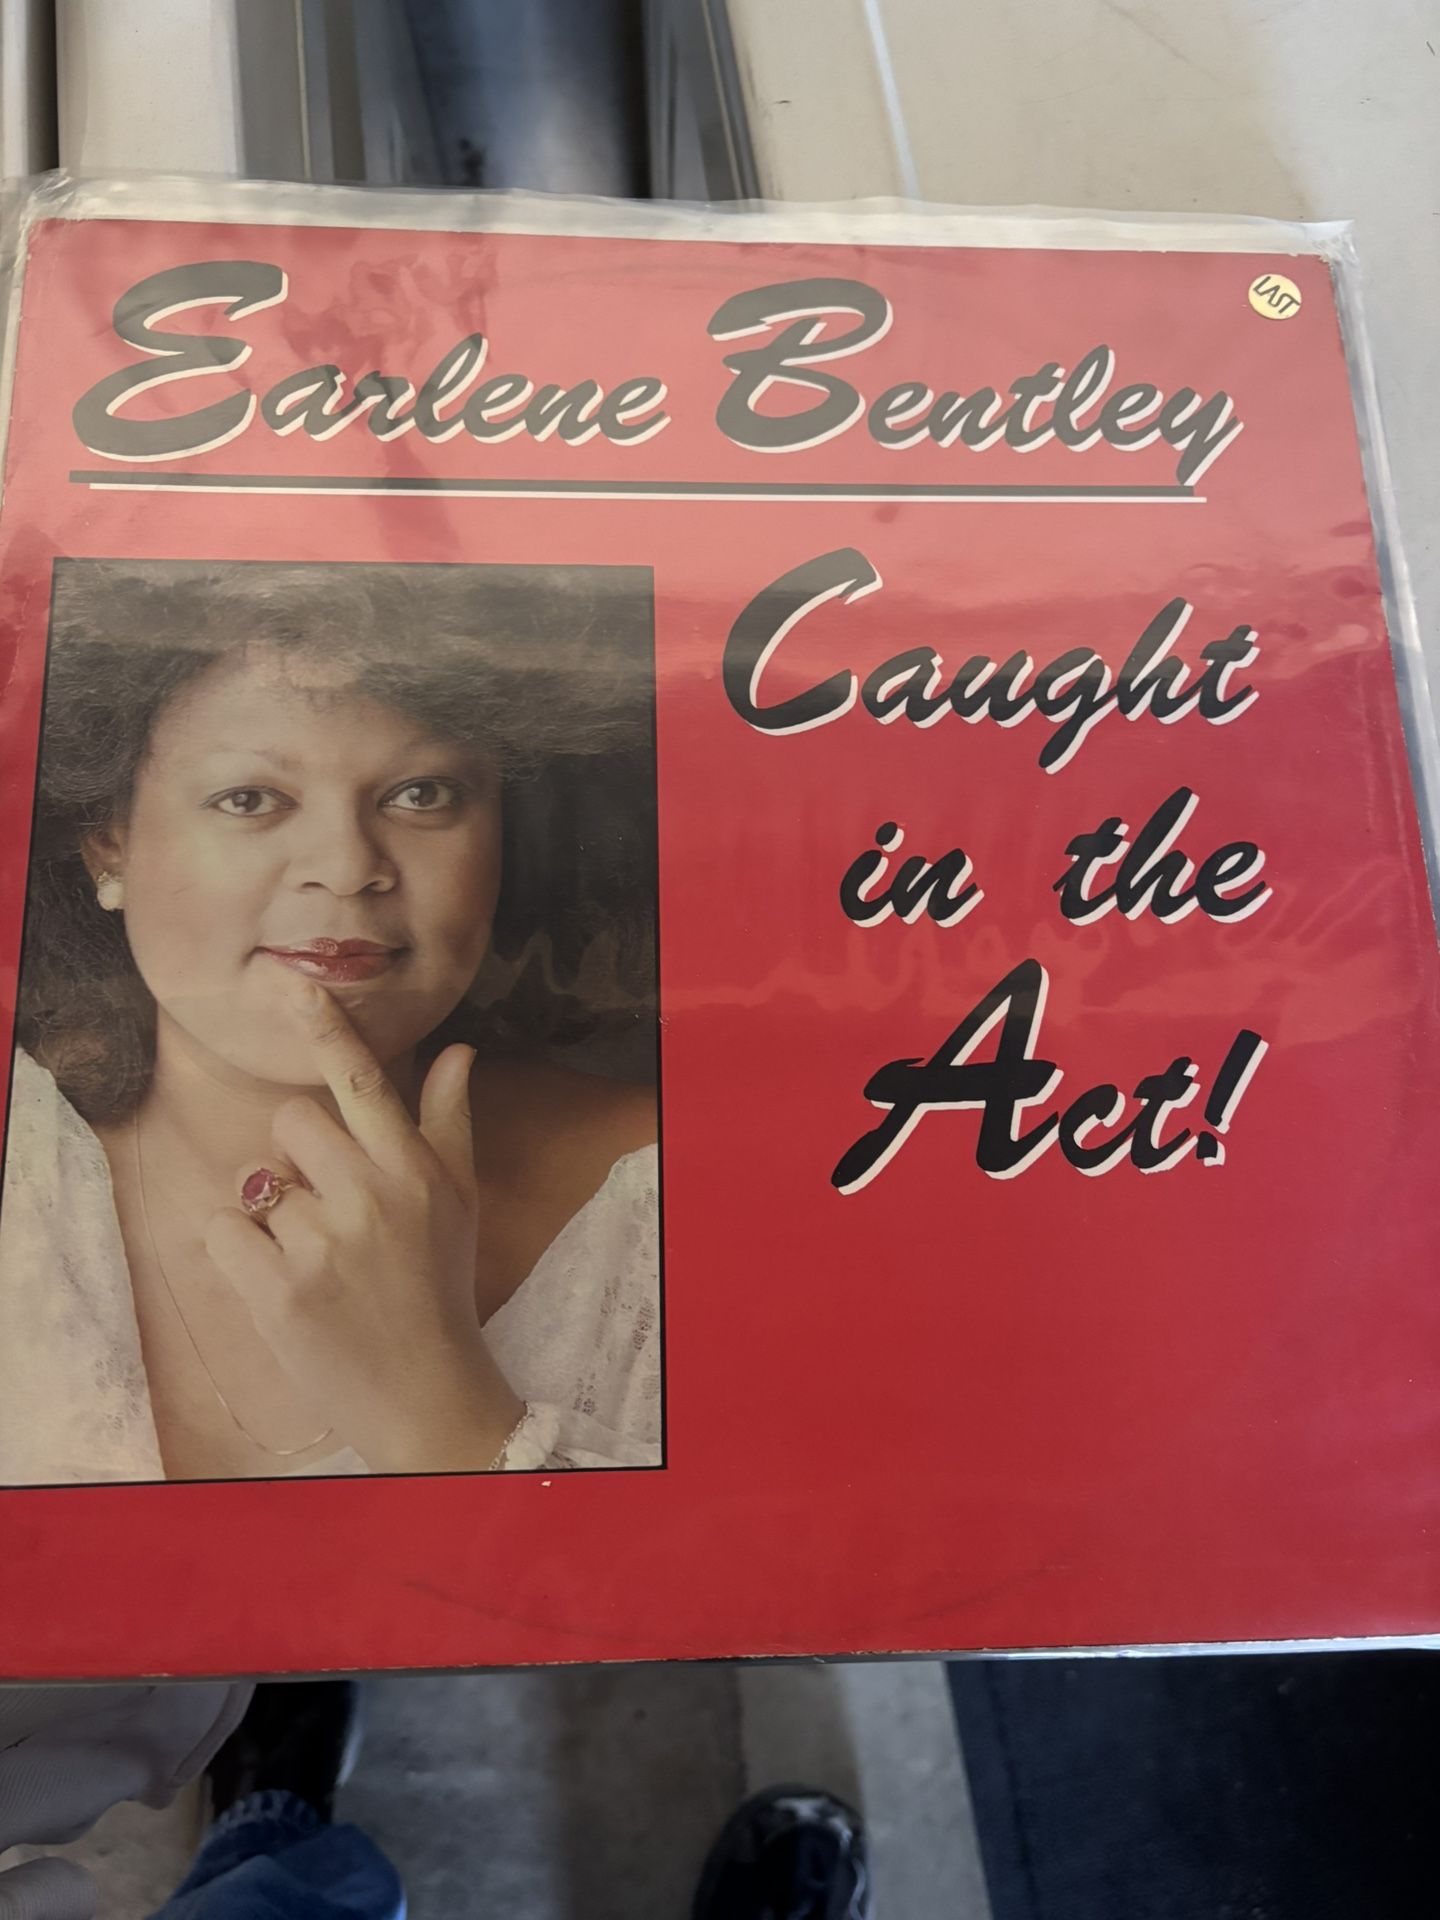 Earlene Bentley
LAST
Caught
in the
Act!